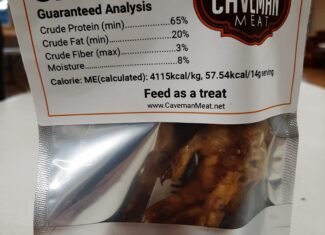 Guaranteed Analysis
CAVEMAN
MEAT
Crude Protein (min)..............65%
Crude Fat (min)....................20%
Crude Fiber (max)..................3%
Moisture...............................8%
Calorie: ME(calculated): 4115kcal/kg, 57.54kcal/14g serving
Feed as a treat
www.CavemanMeat.net